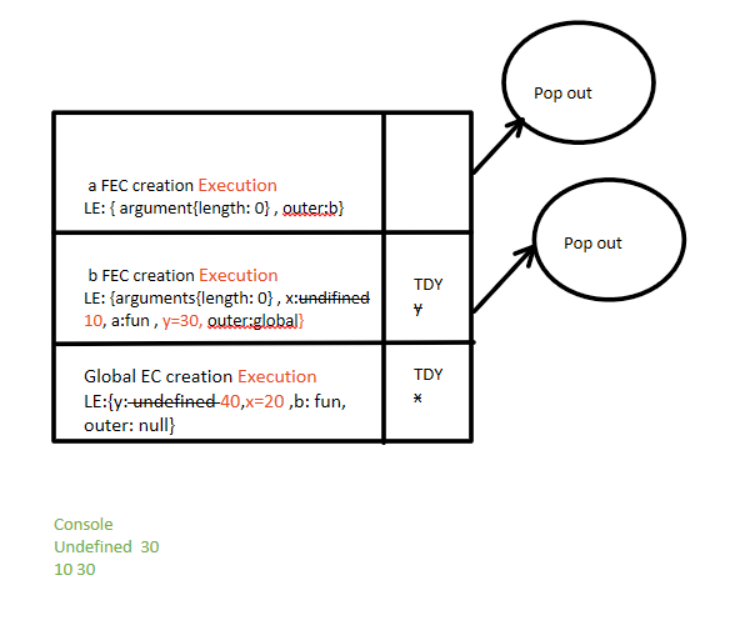 Pop out
a FEC creation Execution
LE: { argument{length: 0} , outer:b}
Pop out
b FEC creation Execution
LE: {arguments{length: 0} , x:undifined
10, a:fun , y=30, outer:global}
TDY
y
Global EC creation Execution
LE:{y: undefined 40,x=20 ,b: fun,
outer: null}
TDY
x
Console
Undefined 30
10 30